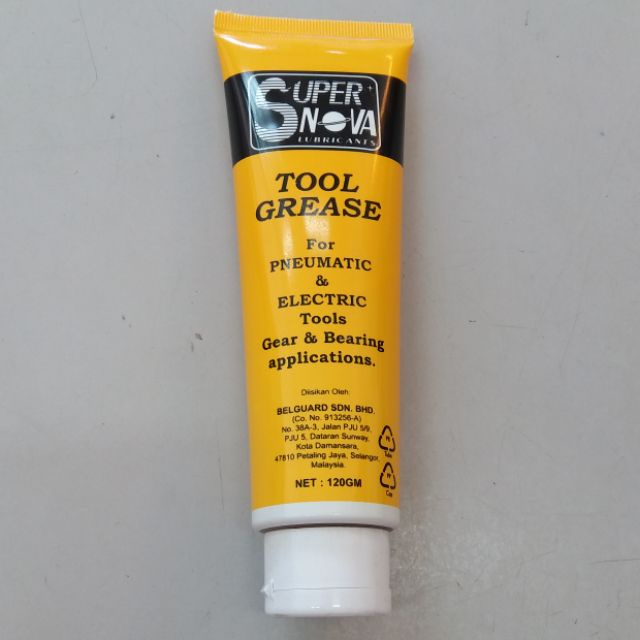 SUPER
NOVA
LUBRICANTS
TOOL
GREASE
For
PNEUMATIC
&
ELECTRIC
Tools
Gear & Bearing
applications.
Diisikan Oleh:
BELGUARD SDN. BHD.
(Co. No. 913256-A)
No. 38A-3, Jalan PJU 5/9,
PJU 5, Dataran Sunway,
Kota Damansara,
47810 Petaling Jaya, Selangor,
Malaysia.
NET : 120GM
Tube
Cap